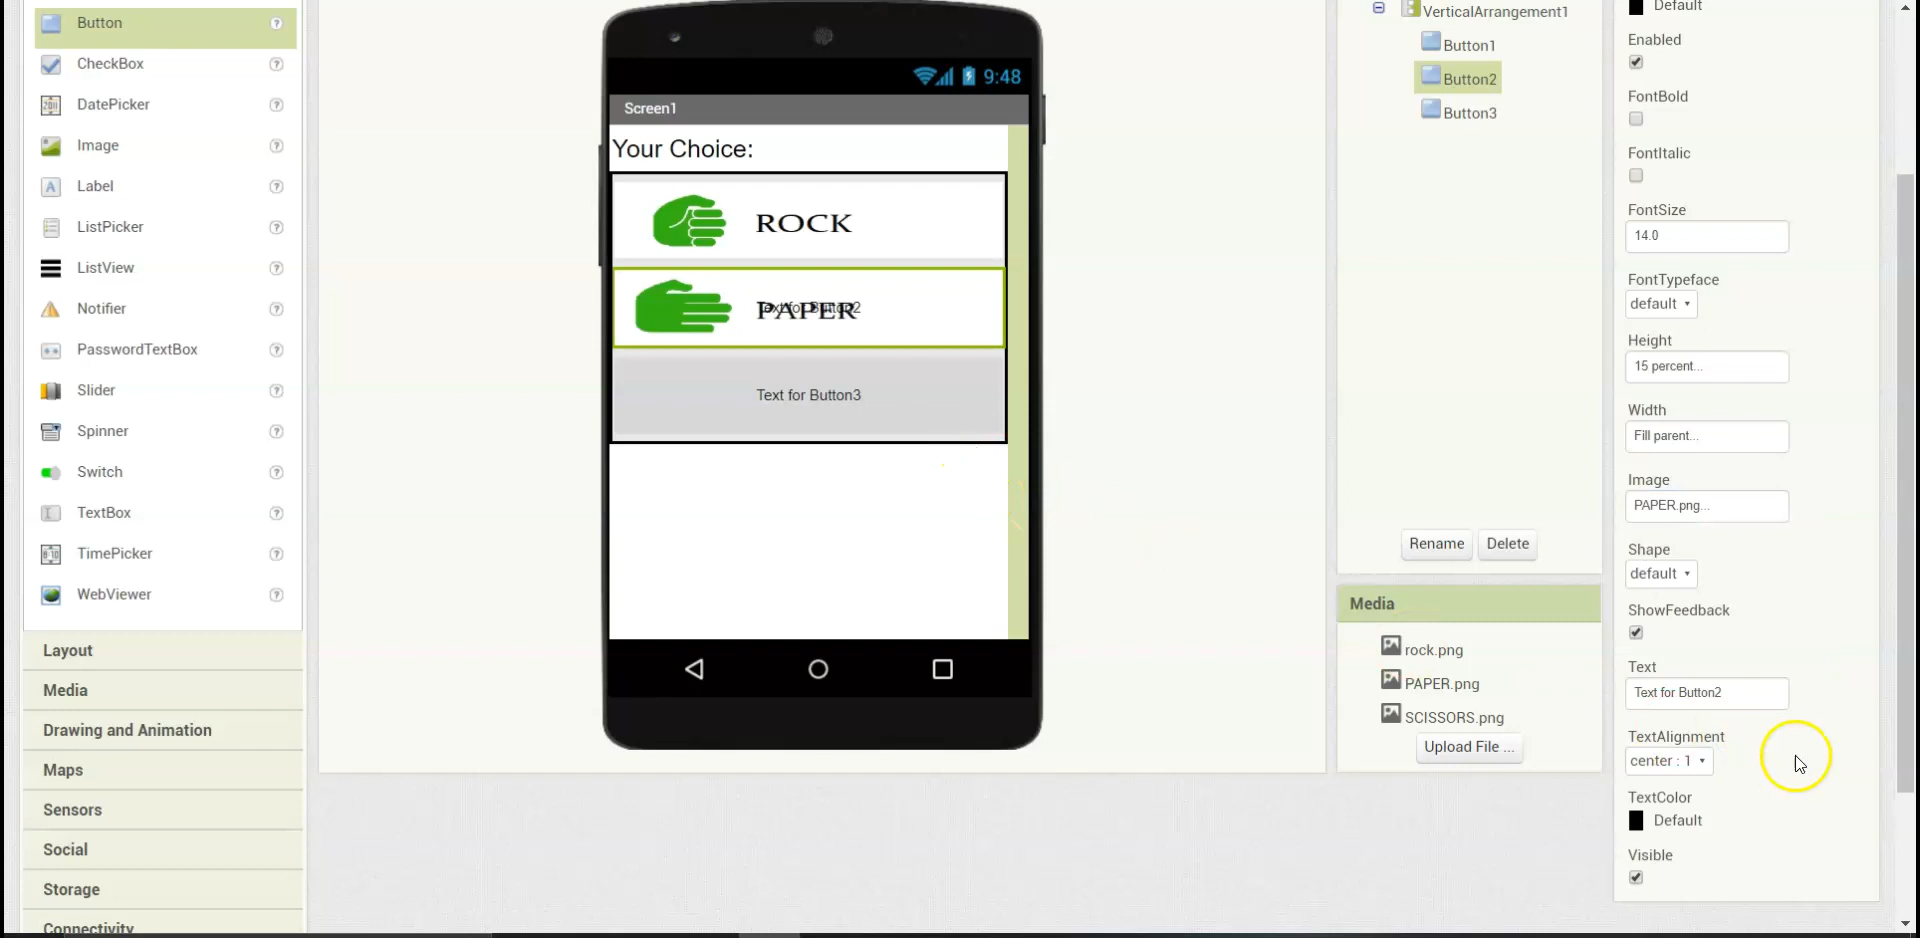 Button
CheckBox
DatePicker
Image
Label
ListPicker
ListView
Notifier
PasswordTextBox
Slider
Spinner
Switch
TextBox
TimePicker
WebViewer
Layout
Media
Drawing and Animation
Maps
Sensors
Social
Storage
Connectivity
9:48
Screen1
Your Choice:
ROCK
PAPER
Text for Button2
Text for Button3
VerticalArrangement1
Button1
Button2
Button3
Rename
Delete
Media
rock.png
PAPER.png
SCISSORS.png
Upload File ...
Default
Enabled
FontBold
FontItalic
FontSize
14.0
FontTypeface
default
Height
15 percent...
Width
Fill parent...
Image
PAPER.png...
Shape
default
ShowFeedback
Text
Text for Button2
TextAlignment
center : 1
TextColor
Default
Visible